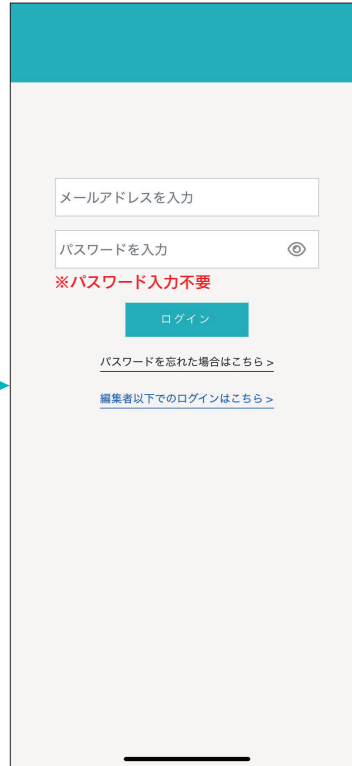 メールアドレスを入力
パスワードを入力
※パスワード入力不要
ログイン
パスワードを忘れた場合はこちら >
編集者以下でのログインはこちら >